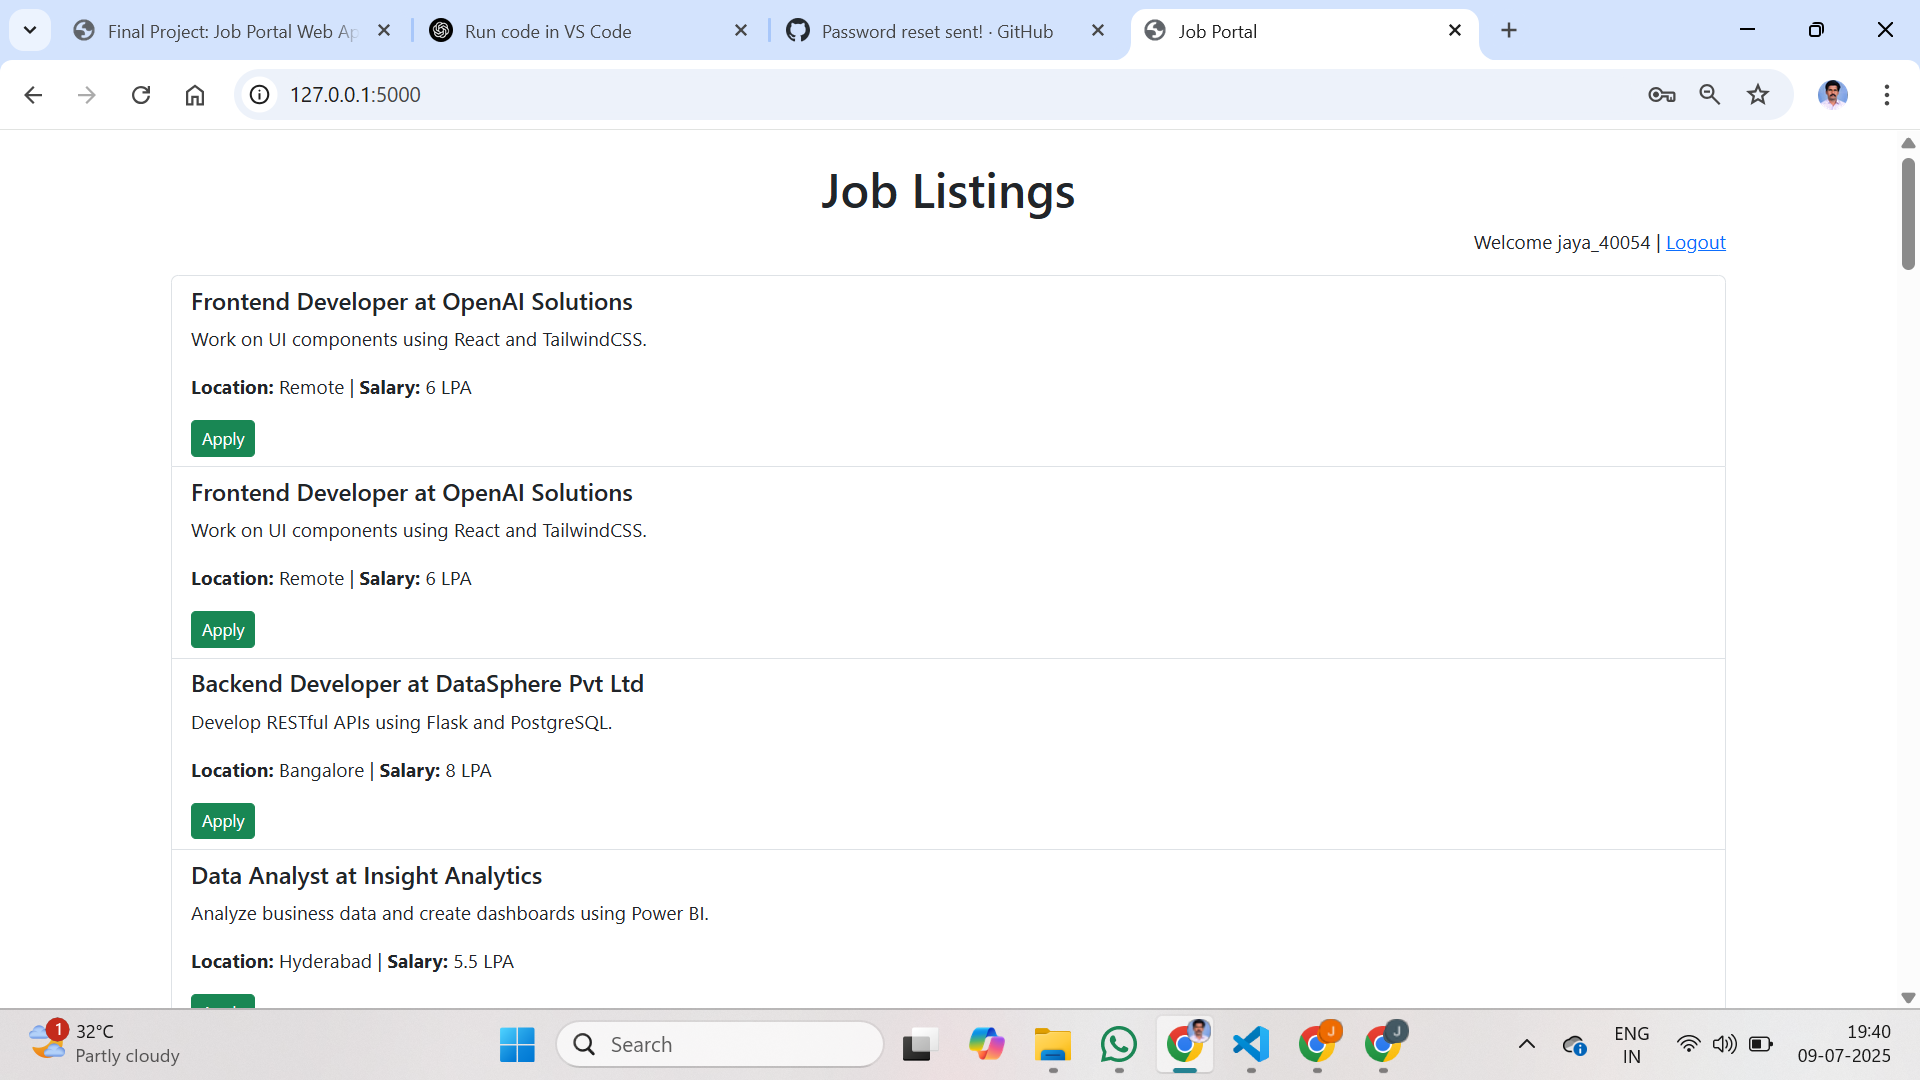 Final Project: Job Portal Web Ap
Run code in VS Code
Password reset sent! · GitHub
Job Portal
127.0.0.1:5000
Job Listings
Welcome jaya_40054 | Logout
Frontend Developer at OpenAI Solutions
Work on UI components using React and TailwindCSS.
Location: Remote | Salary: 6 LPA
Apply
Frontend Developer at OpenAI Solutions
Work on UI components using React and TailwindCSS.
Location: Remote | Salary: 6 LPA
Apply
Backend Developer at DataSphere Pvt Ltd
Develop RESTful APIs using Flask and PostgreSQL.
Location: Bangalore | Salary: 8 LPA
Apply
Data Analyst at Insight Analytics
Analyze business data and create dashboards using Power BI.
Location: Hyderabad | Salary: 5.5 LPA
1
32°C
Partly cloudy
Search
J
J
ENG
IN
19:40
09-07-2025